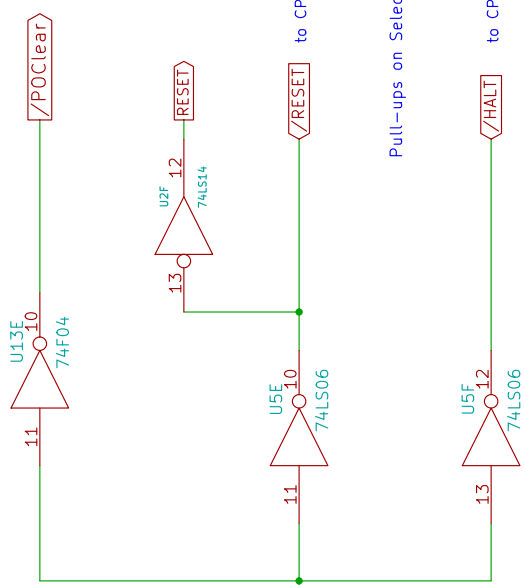 /POClear
U13E
10
74F04
11
RESET
12
U2F
74LS14
13
/RESET
to CP
U5E
10
74LS06
11
Pull-ups on Selec
/HALT
to CP
U5F
12
74LS06
13